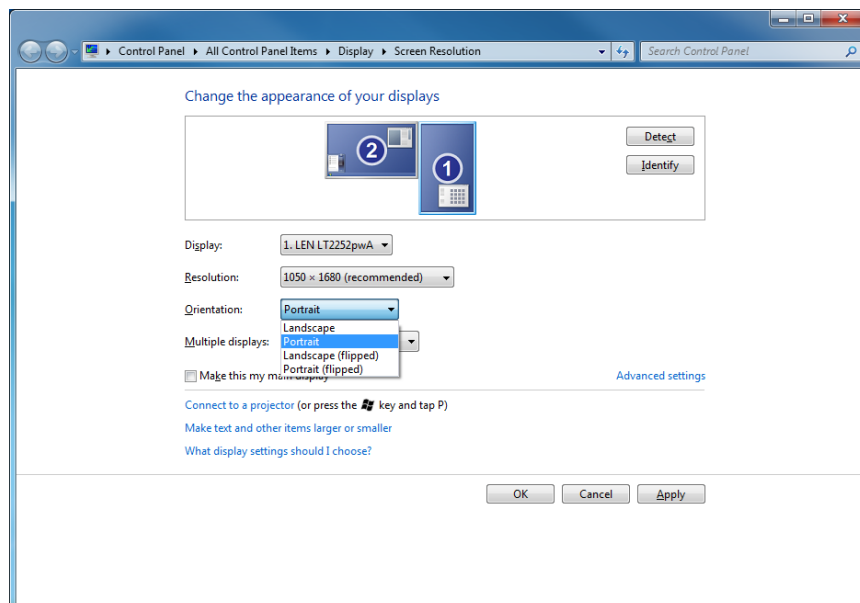 Control Panel ▸ All Control Panel Items ▸ Display ▸ Screen Resolution
Search Control Panel
Change the appearance of your displays
2
1
Detect
Identify
Display: 1. LEN LT2252pwA
Resolution: 1050 × 1680 (recommended)
Orientation: Portrait
Landscape
Multiple displays: Portrait
Landscape (flipped)
Portrait (flipped)
Make this my main display
Advanced settings
Connect to a projector (or press the key and tap P)
Make text and other items larger or smaller
What display settings should I choose?
OK Cancel Apply